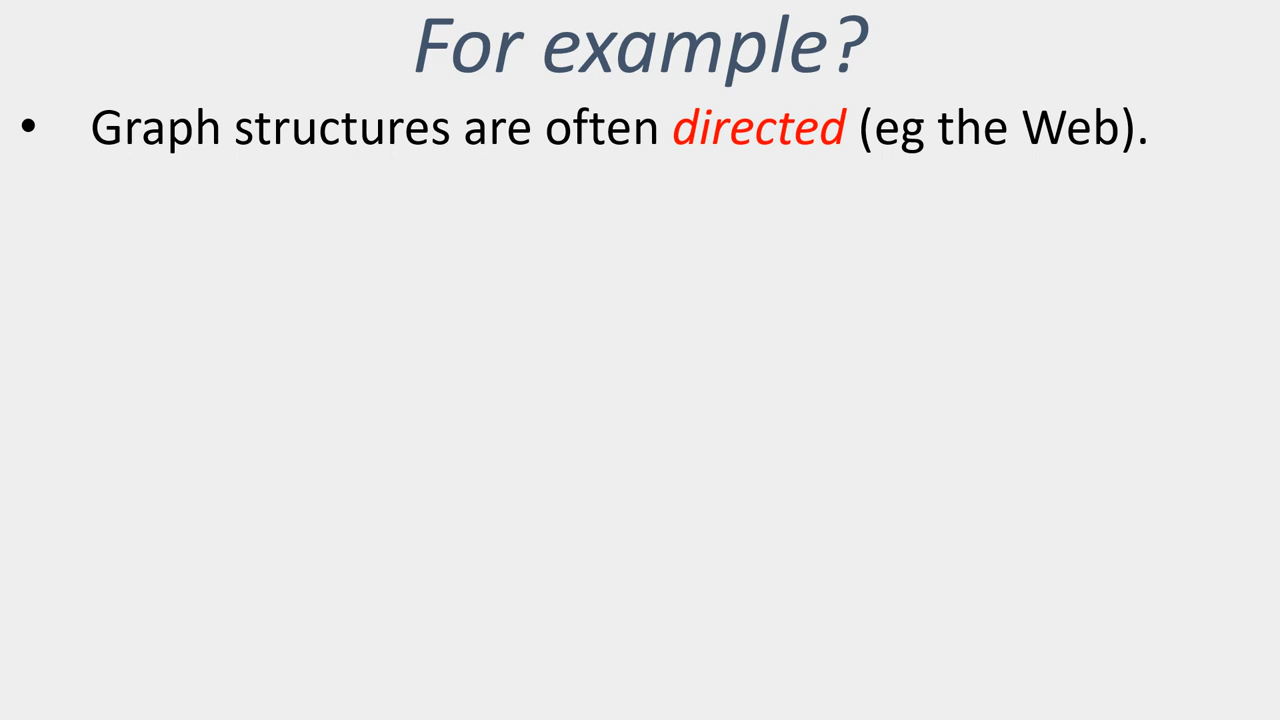 For example?
• Graph structures are often directed (eg the Web).